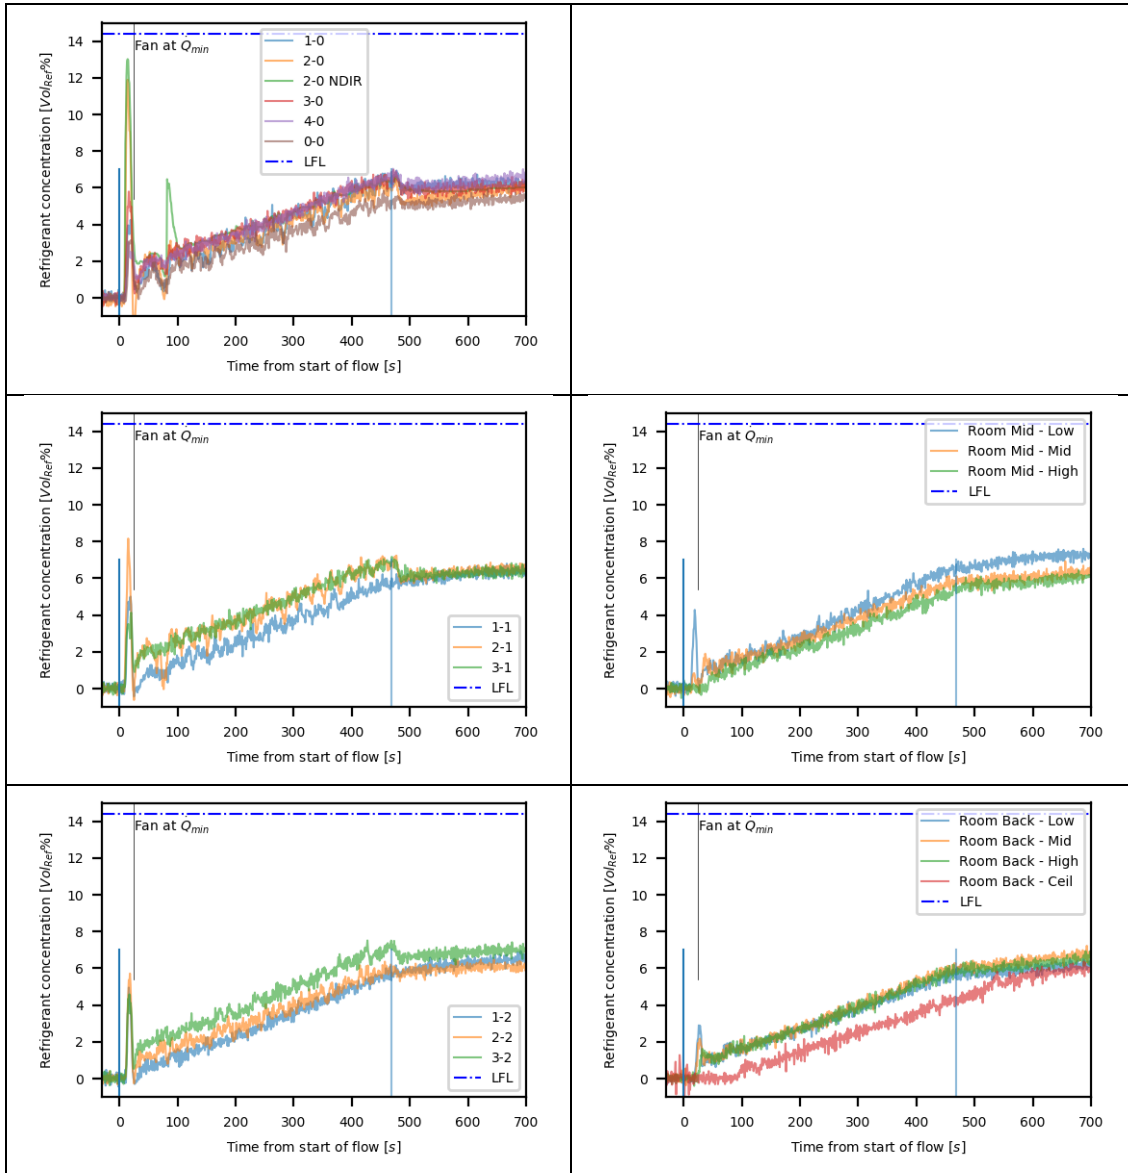 14
12
10
8
6
4
2
0
Refrigerant concentration [Vol_Ref%]
Fan at Q̇_min
1-0
2-0
2-0 NDIR
3-0
4-0
0-0
LFL
0 100 200 300 400 500 600 700
Time from start of flow [s]
14
12
10
8
6
4
2
0
Refrigerant concentration [Vol_Ref%]
Fan at Q̇_min
1-1
2-1
3-1
LFL
0 100 200 300 400 500 600 700
Time from start of flow [s]
14
12
10
8
6
4
2
0
Refrigerant concentration [Vol_Ref%]
Fan at Q̇_min
Room Mid - Low
Room Mid - Mid
Room Mid - High
LFL
0 100 200 300 400 500 600 700
Time from start of flow [s]
14
12
10
8
6
4
2
0
Refrigerant concentration [Vol_Ref%]
Fan at Q̇_min
1-2
2-2
3-2
LFL
0 100 200 300 400 500 600 700
Time from start of flow [s]
14
12
10
8
6
4
2
0
Refrigerant concentration [Vol_Ref%]
Fan at Q̇_min
Room Back - Low
Room Back - Mid
Room Back - High
Room Back - Ceil
LFL
0 100 200 300 400 500 600 700
Time from start of flow [s]